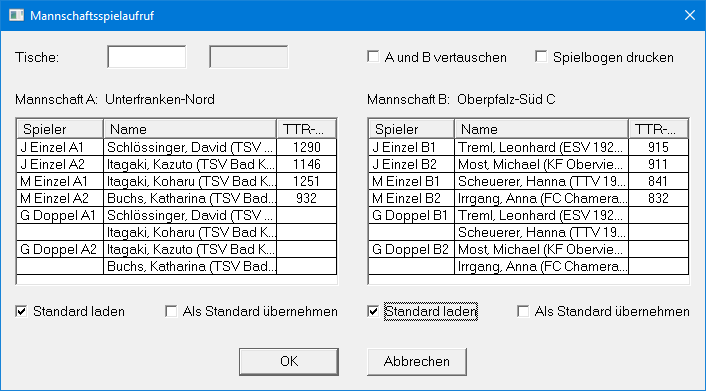 Mannschaftsspielaufruf
Tische: A und B vertauschen Spielbogen drucken
Mannschaft A: Unterfranken-Nord
Spieler Name TTR-...
J Einzel A1 Schlössinger, David (TSV ... 1290
J Einzel A2 Itagaki, Kazuto (TSV Bad K... 1146
M Einzel A1 Itagaki, Koharu (TSV Bad K... 1251
M Einzel A2 Buchs, Katharina (TSV Bad... 932
G Doppel A1 Schlössinger, David (TSV ...
Itagaki, Koharu (TSV Bad K...
G Doppel A2 Itagaki, Kazuto (TSV Bad K...
Buchs, Katharina (TSV Bad...
Standard laden Als Standard übernehmen
Mannschaft B: Oberpfalz-Süd C
Spieler Name TTR-...
J Einzel B1 Treml, Leonhard (ESV 192... 915
J Einzel B2 Most, Michael (KF Obervie... 911
M Einzel B1 Scheuerer, Hanna (TTV 19... 841
M Einzel B2 Irrgang, Anna (FC Chamera... 832
G Doppel B1 Treml, Leonhard (ESV 192...
Scheuerer, Hanna (TTV 19...
G Doppel B2 Most, Michael (KF Obervie...
Irrgang, Anna (FC Chamera...
Standard laden Als Standard übernehmen
OK Abbrechen